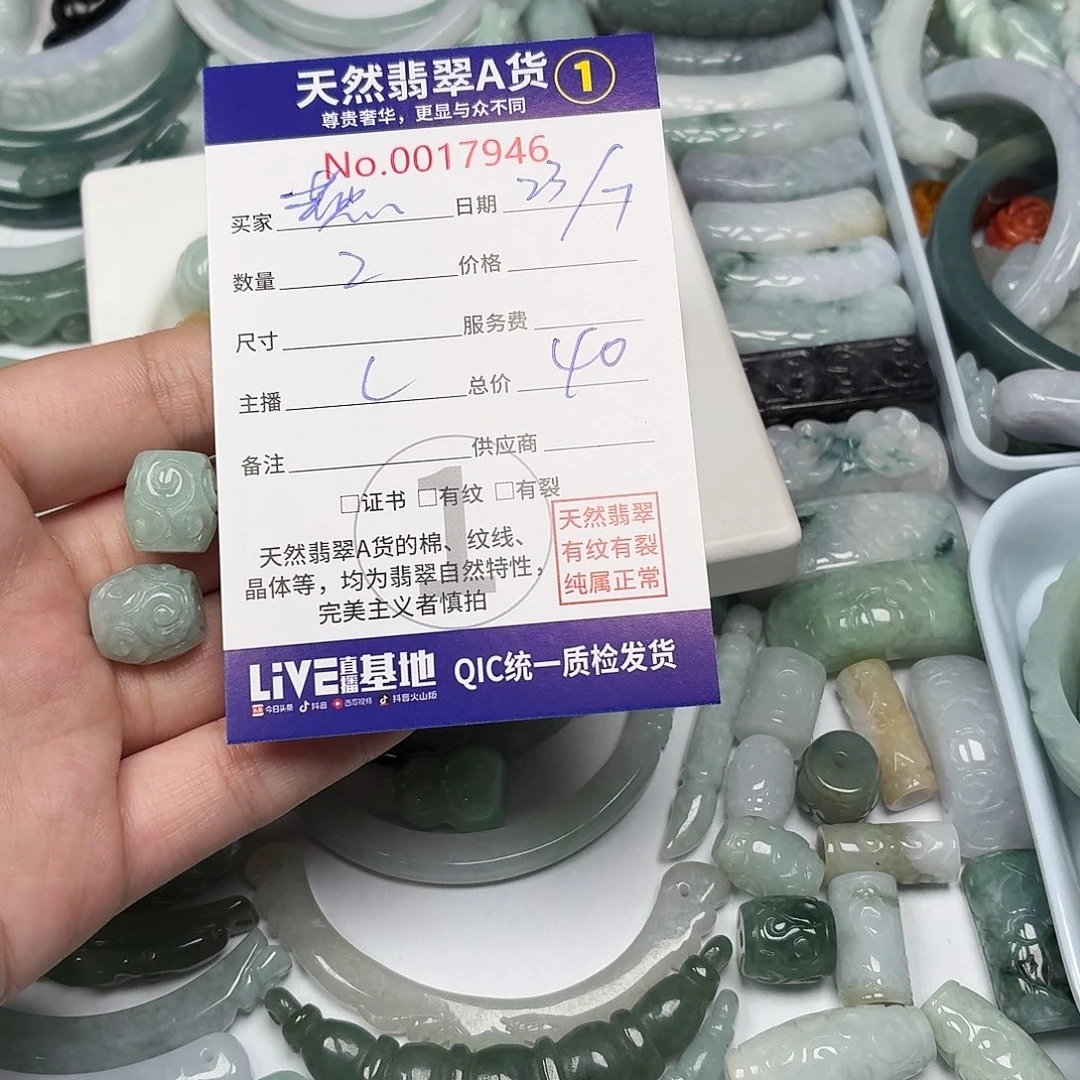 天然翡翠A货 1
尊贵奢华，更显与众不同
No.0017946
买家 日期 23/7
数量 2 价格
尺寸 服务费
主播 L 总价 40
备注 供应商
□证书 □有纹 □有裂
1
天然翡翠A货的棉、纹线、
晶体等，均为翡翠自然特性，
完美主义者慎拍
天然翡翠
有纹有裂
纯属正常
LiVE直播基地 QIC统一质检发货
今日头条 抖音 西瓜视频 抖音火山版